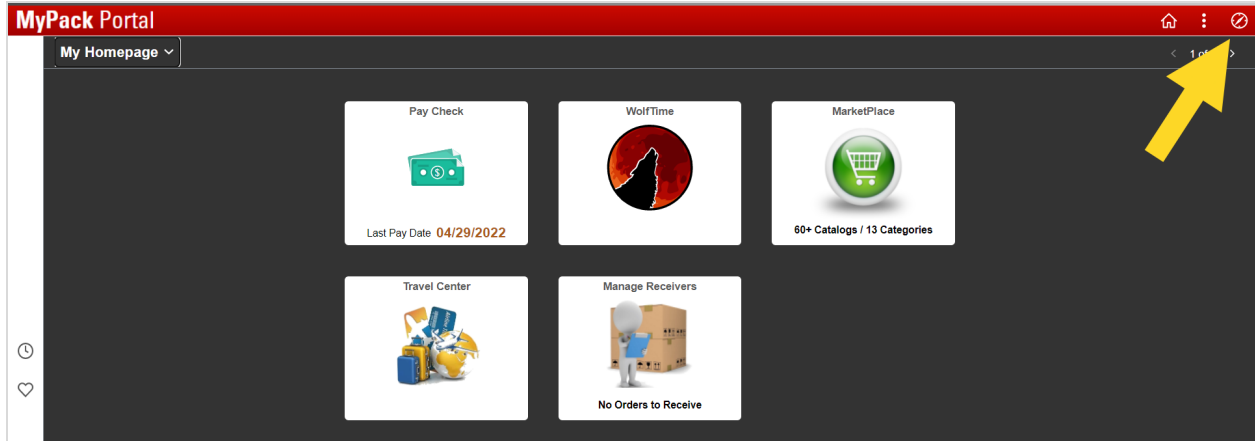 MyPack Portal
My Homepage
1 of
Pay Check
WolfTime
MarketPlace
Last Pay Date 04/29/2022
60+ Catalogs / 13 Categories
Travel Center
Manage Receivers
No Orders to Receive